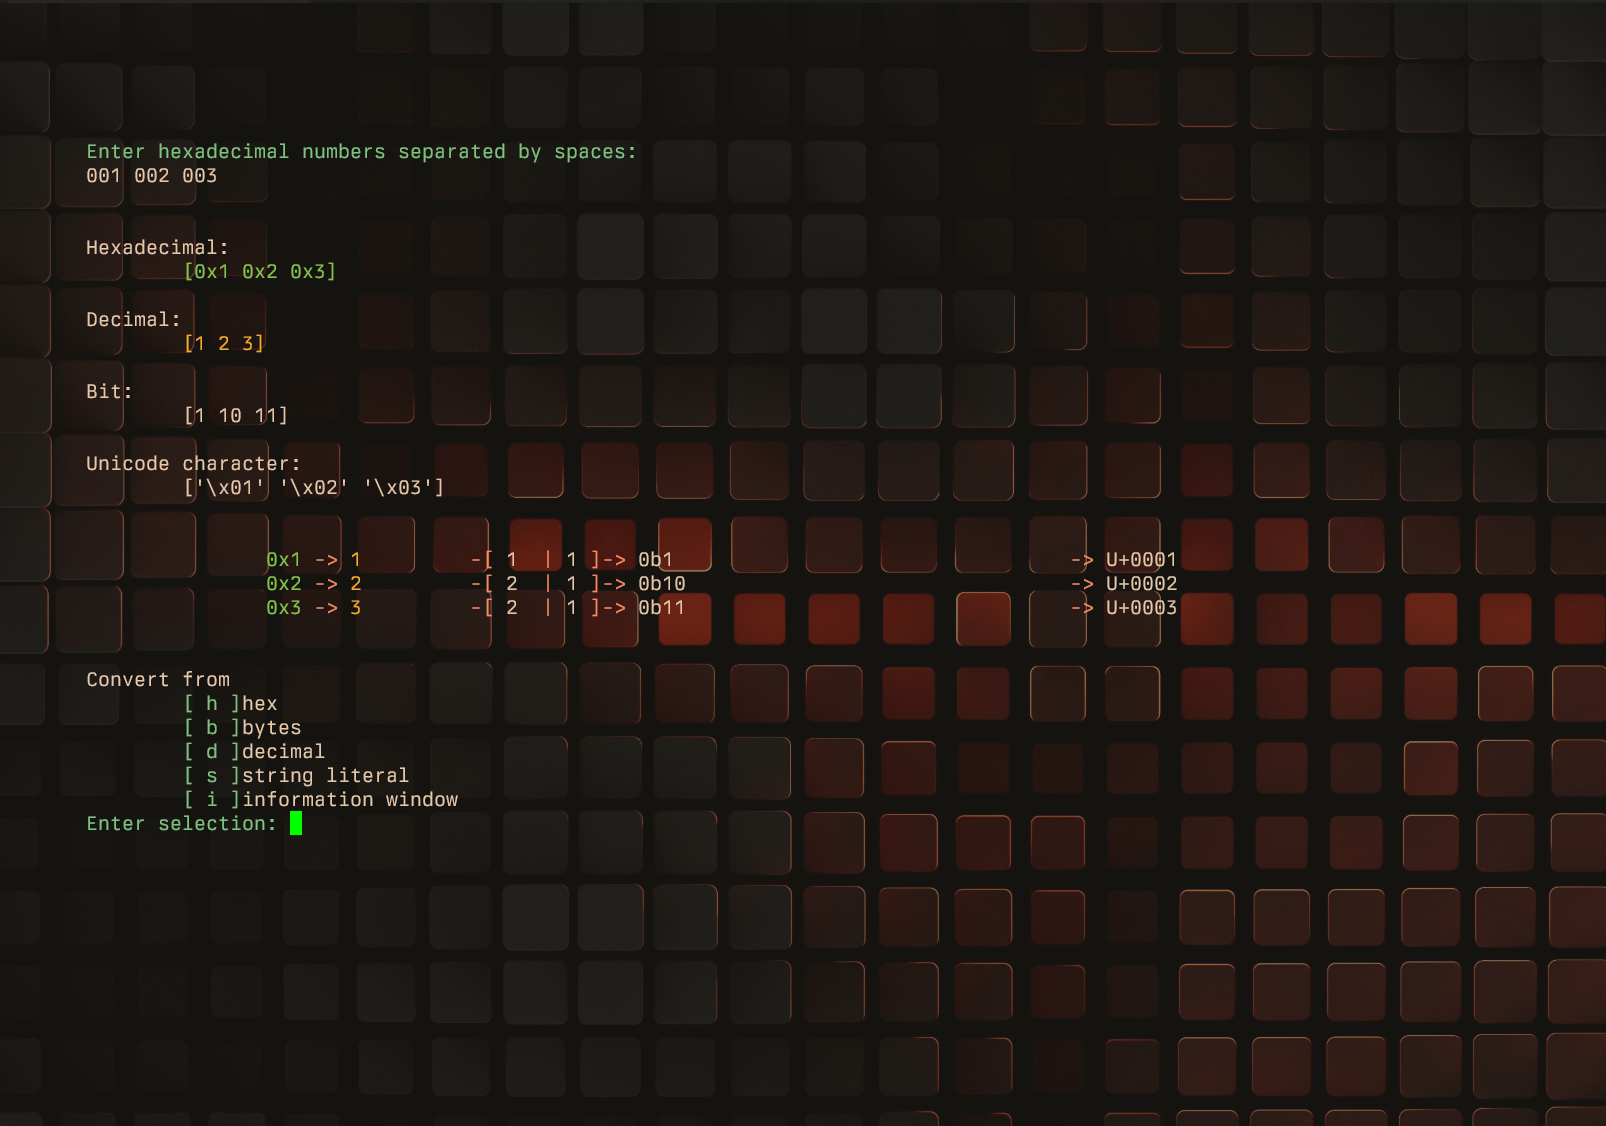 Enter hexadecimal numbers separated by spaces:
001 002 003
Hexadecimal:
[0x1 0x2 0x3]
Decimal:
[1 2 3]
Bit:
[1 10 11]
Unicode character:
['\x01' '\x02' '\x03']
0x1 -> 1 -[ 1 | 1 ]-> 0b1 -> U+0001
0x2 -> 2 -[ 2 | 1 ]-> 0b10 -> U+0002
0x3 -> 3 -[ 2 | 1 ]-> 0b11 -> U+0003
Convert from
[ h ]hex
[ b ]bytes
[ d ]decimal
[ s ]string literal
[ i ]information window
Enter selection: